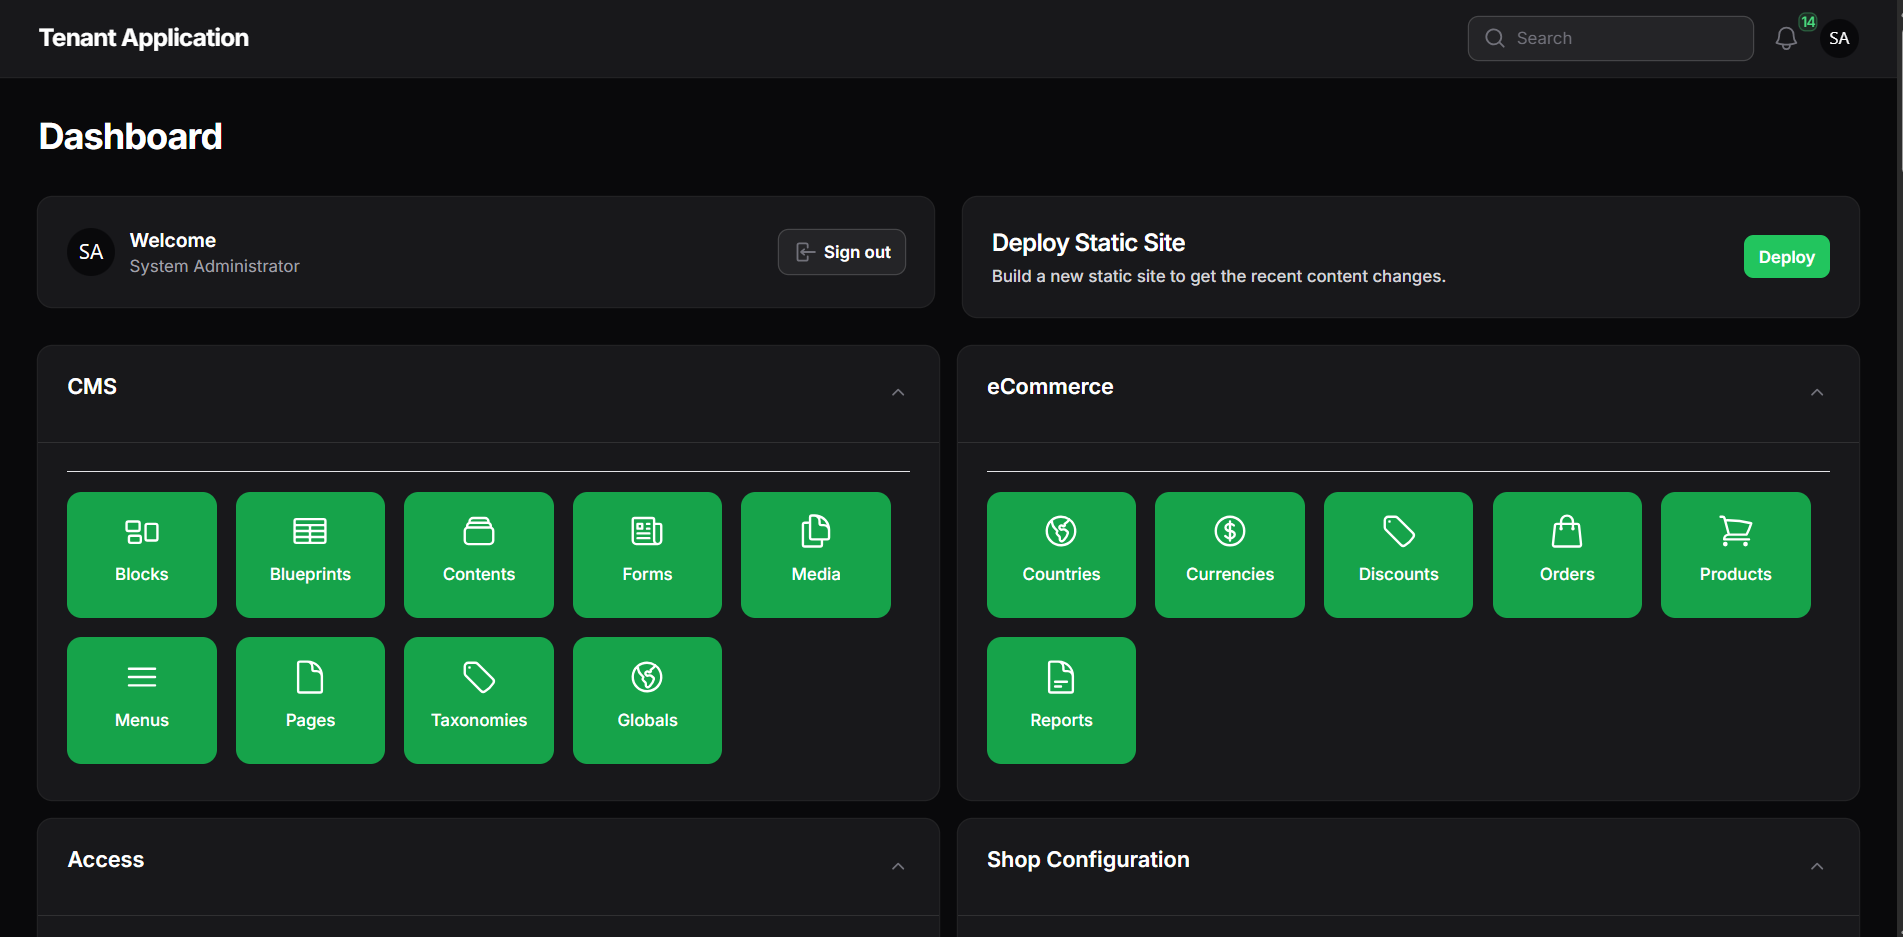 Tenant Application
Search
14
SA
Dashboard
SA
Welcome
System Administrator
Sign out
Deploy Static Site
Build a new static site to get the recent content changes.
Deploy
CMS
Blocks
Blueprints
Contents
Forms
Media
Menus
Pages
Taxonomies
Globals
eCommerce
Countries
Currencies
Discounts
Orders
Products
Reports
Access
Shop Configuration